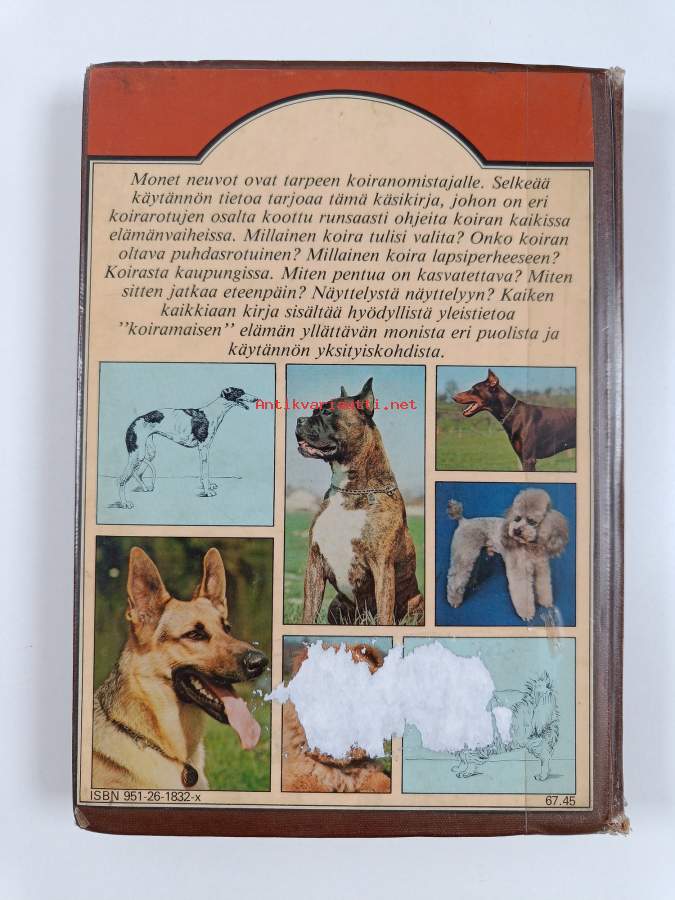 Monet neuvot ovat tarpeen koiranomistajalle. Selkeää
käytännön tietoa tarjoaa tämä käsikirja, johon on eri
koirarotujen osalta koottu runsaasti ohjeita koiran kaikissa
elämänvaiheissa. Millainen koira tulisi valita? Onko koiran
oltava puhdasrotuinen? Millainen koira lapsiperheeseen?
Koirasta kaupungissa. Miten pentua on kasvatettava? Miten
sitten jatkaa eteenpäin? Näyttelystä näyttelyyn? Kaiken
kaikkiaan kirja sisältää hyödyllistä yleistietoa
"koiramaisen" elämän yllättävän monista eri puolista ja
käytännön yksityiskohdista.
Antikvariaatti.net
ISBN 951-26-1832-x
67.45